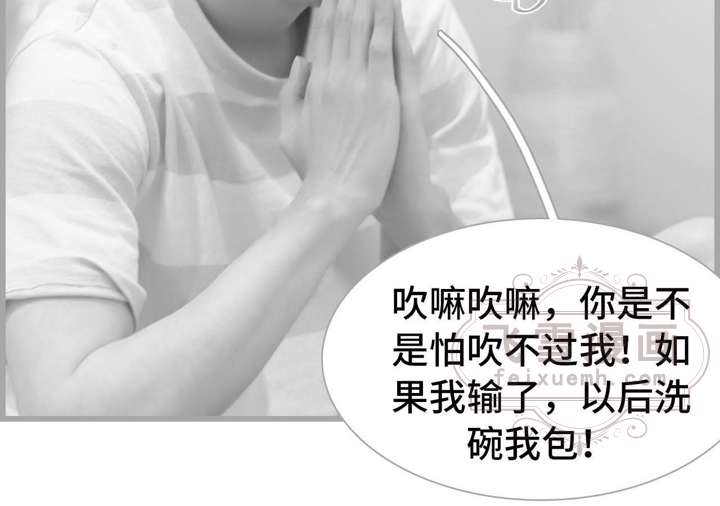 吹嘛吹嘛，你是不
是怕吹不过我！如
果我输了，以后洗
碗我包！
飞雪漫画
feixuemh.com